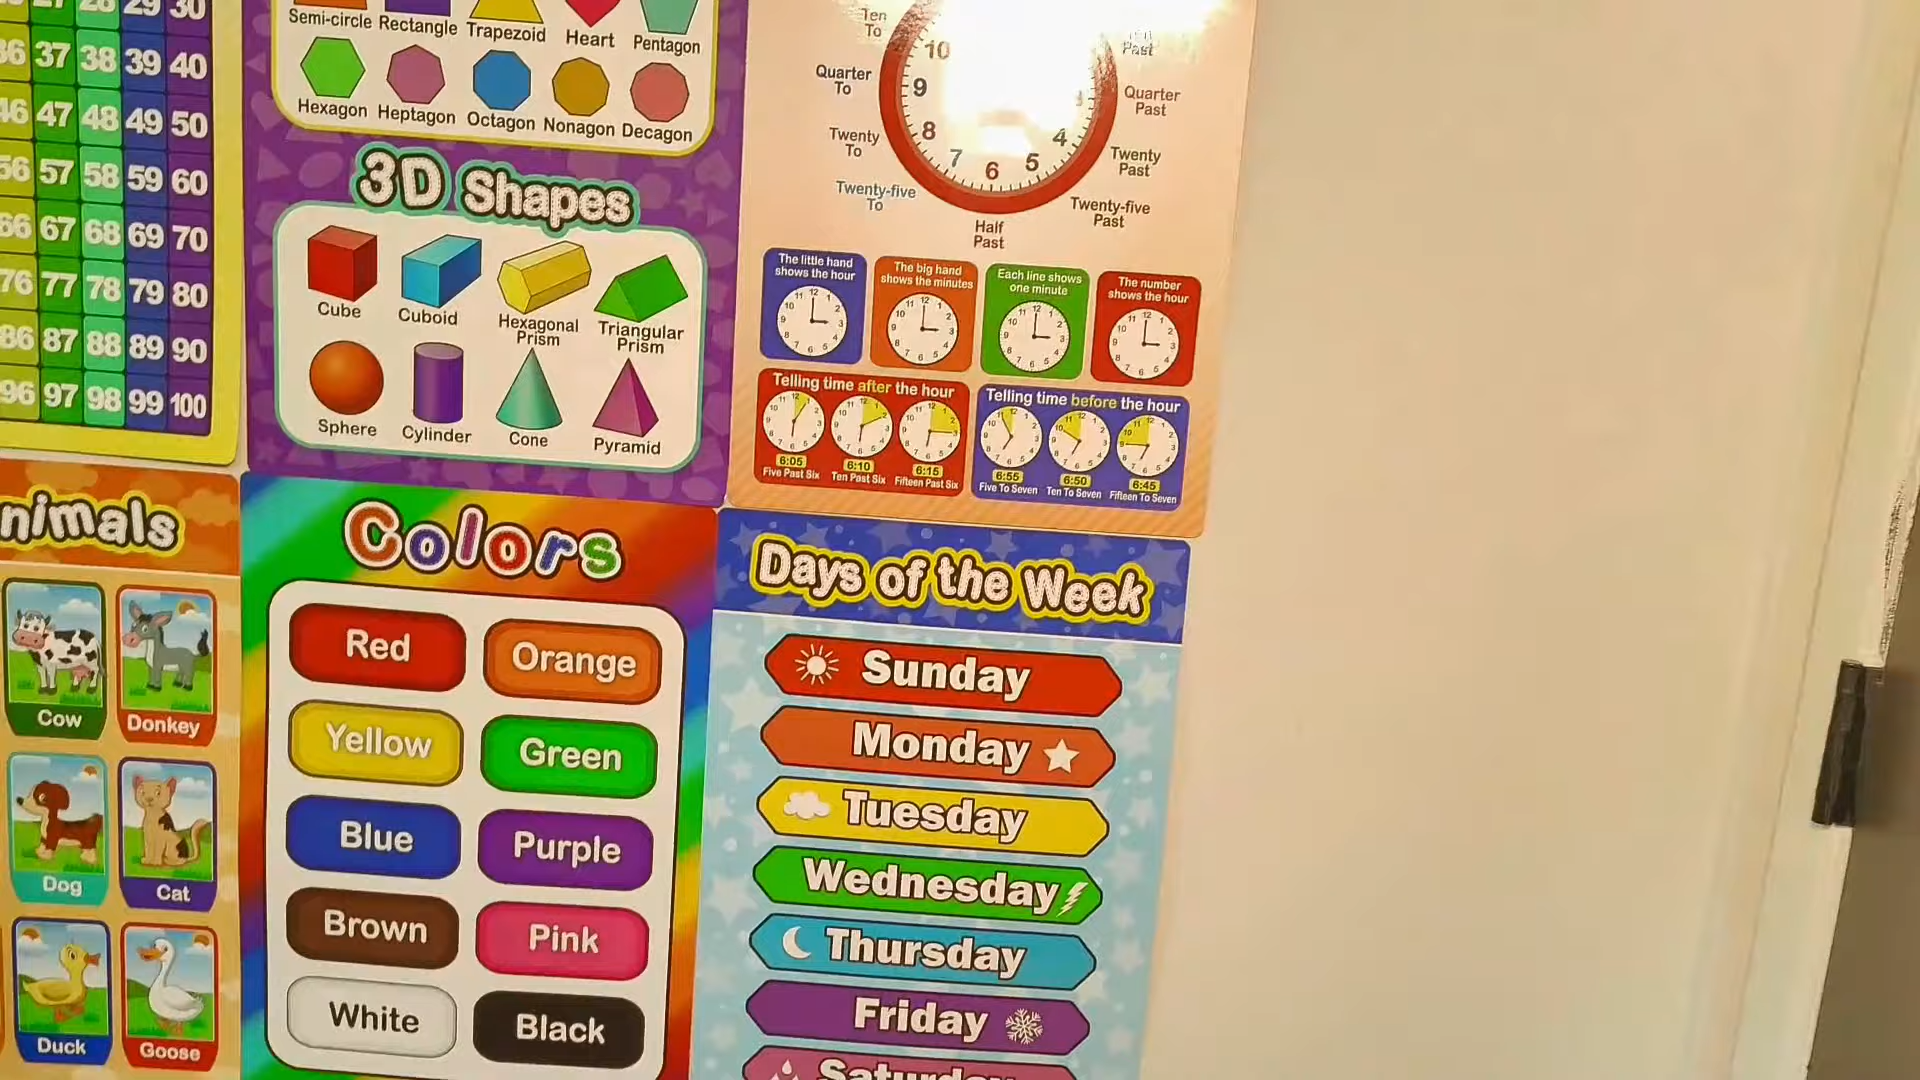 27 28 29 30
36 37 38 39 40
46 47 48 49 50
56 57 58 59 60
66 67 68 69 70
76 77 78 79 80
86 87 88 89 90
96 97 98 99 100
Semi-circle Rectangle Trapezoid Heart Pentagon
Hexagon Heptagon Octagon Nonagon Decagon
3D Shapes
Cube Cuboid Hexagonal Prism Triangular Prism
Sphere Cylinder Cone Pyramid
Ten
To
Past
Quarter
To
Quarter
Past
Twenty
To
Twenty
Past
Twenty-five
To
Twenty-five
Past
Half
Past
10
9
8
7
6
5
4
The little hand
shows the hour
The big hand
shows the minutes
Each line shows
one minute
The number
shows the hour
Telling time after the hour
6:05 6:10 6:15
Five Past Six Ten Past Six Fifteen Past Six
Telling time before the hour
6:55 6:50 6:45
Five To Seven Ten To Seven Fifteen To Seven
nimals
Cow Donkey
Dog Cat
Duck Goose
Colors
Red Orange
Yellow Green
Blue Purple
Brown Pink
White Black
Days of the Week
Sunday
Monday
Tuesday
Wednesday
Thursday
Friday
Saturday